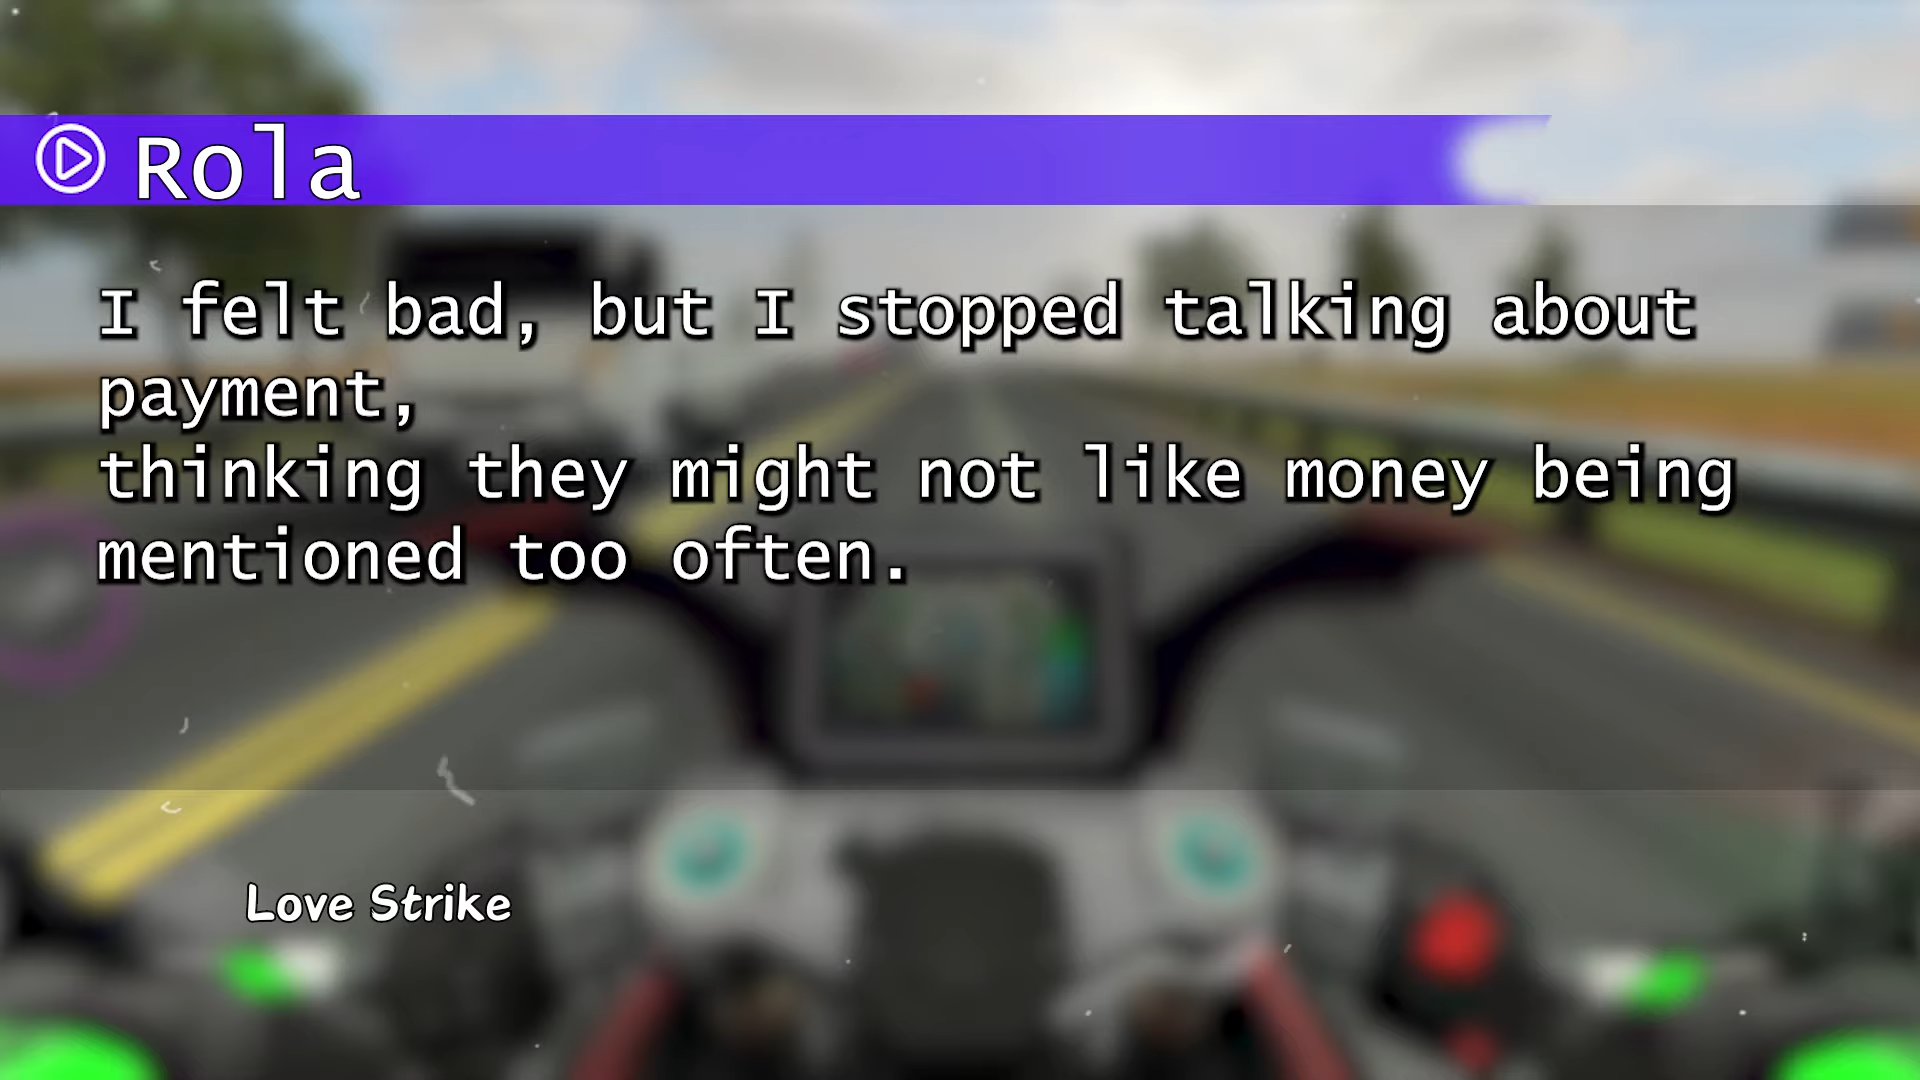 Rola
I felt bad, but I stopped talking about
payment,
thinking they might not like money being
mentioned too often.
Love Strike